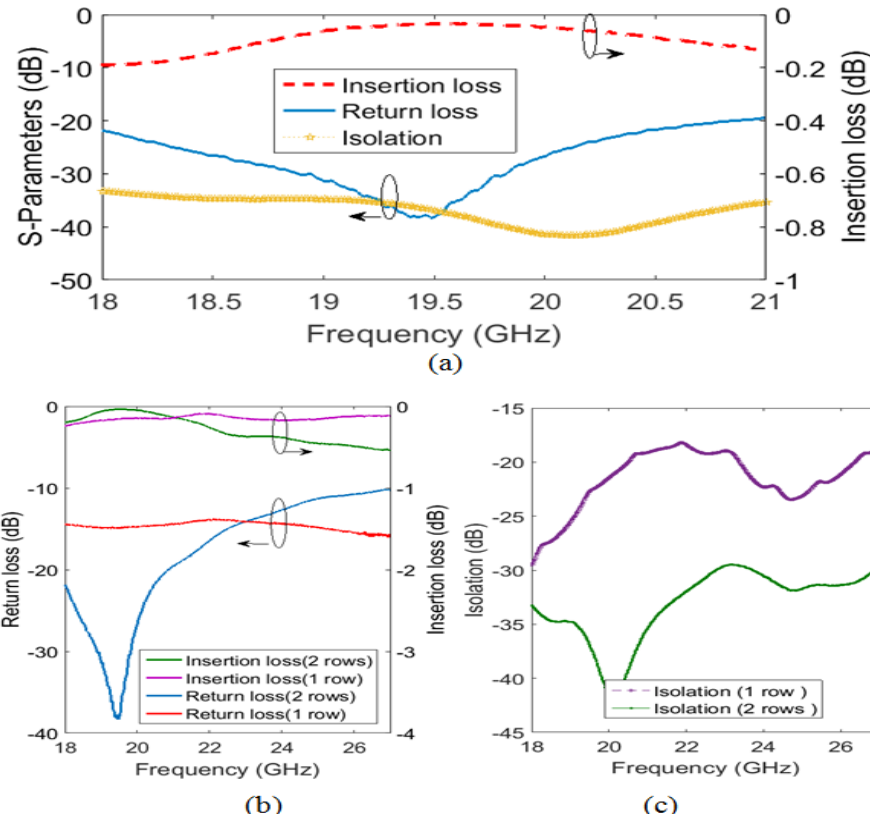 0
-10
-20
-30
-40
-50
S-Parameters (dB)
Insertion loss
Return loss
Isolation
0
-0.2
-0.4
-0.6
-0.8
-1
Insertion loss (dB)
18 18.5 19 19.5 20 20.5 21
Frequency (GHz)
(a)
0
-10
-20
-30
-40
Return loss (dB)
Insertion loss(2 rows)
Insertion loss(1 row)
Return loss(2 rows)
Return loss(1 row)
0
-1
-2
-3
-4
Insertion loss (dB)
18 20 22 24 26
Frequency (GHz)
(b)
-15
-20
-25
-30
-35
-40
-45
Isolation (dB)
Isolation (1 row )
Isolation (2 rows )
18 20 22 24 26
Frequency (GHz)
(c)